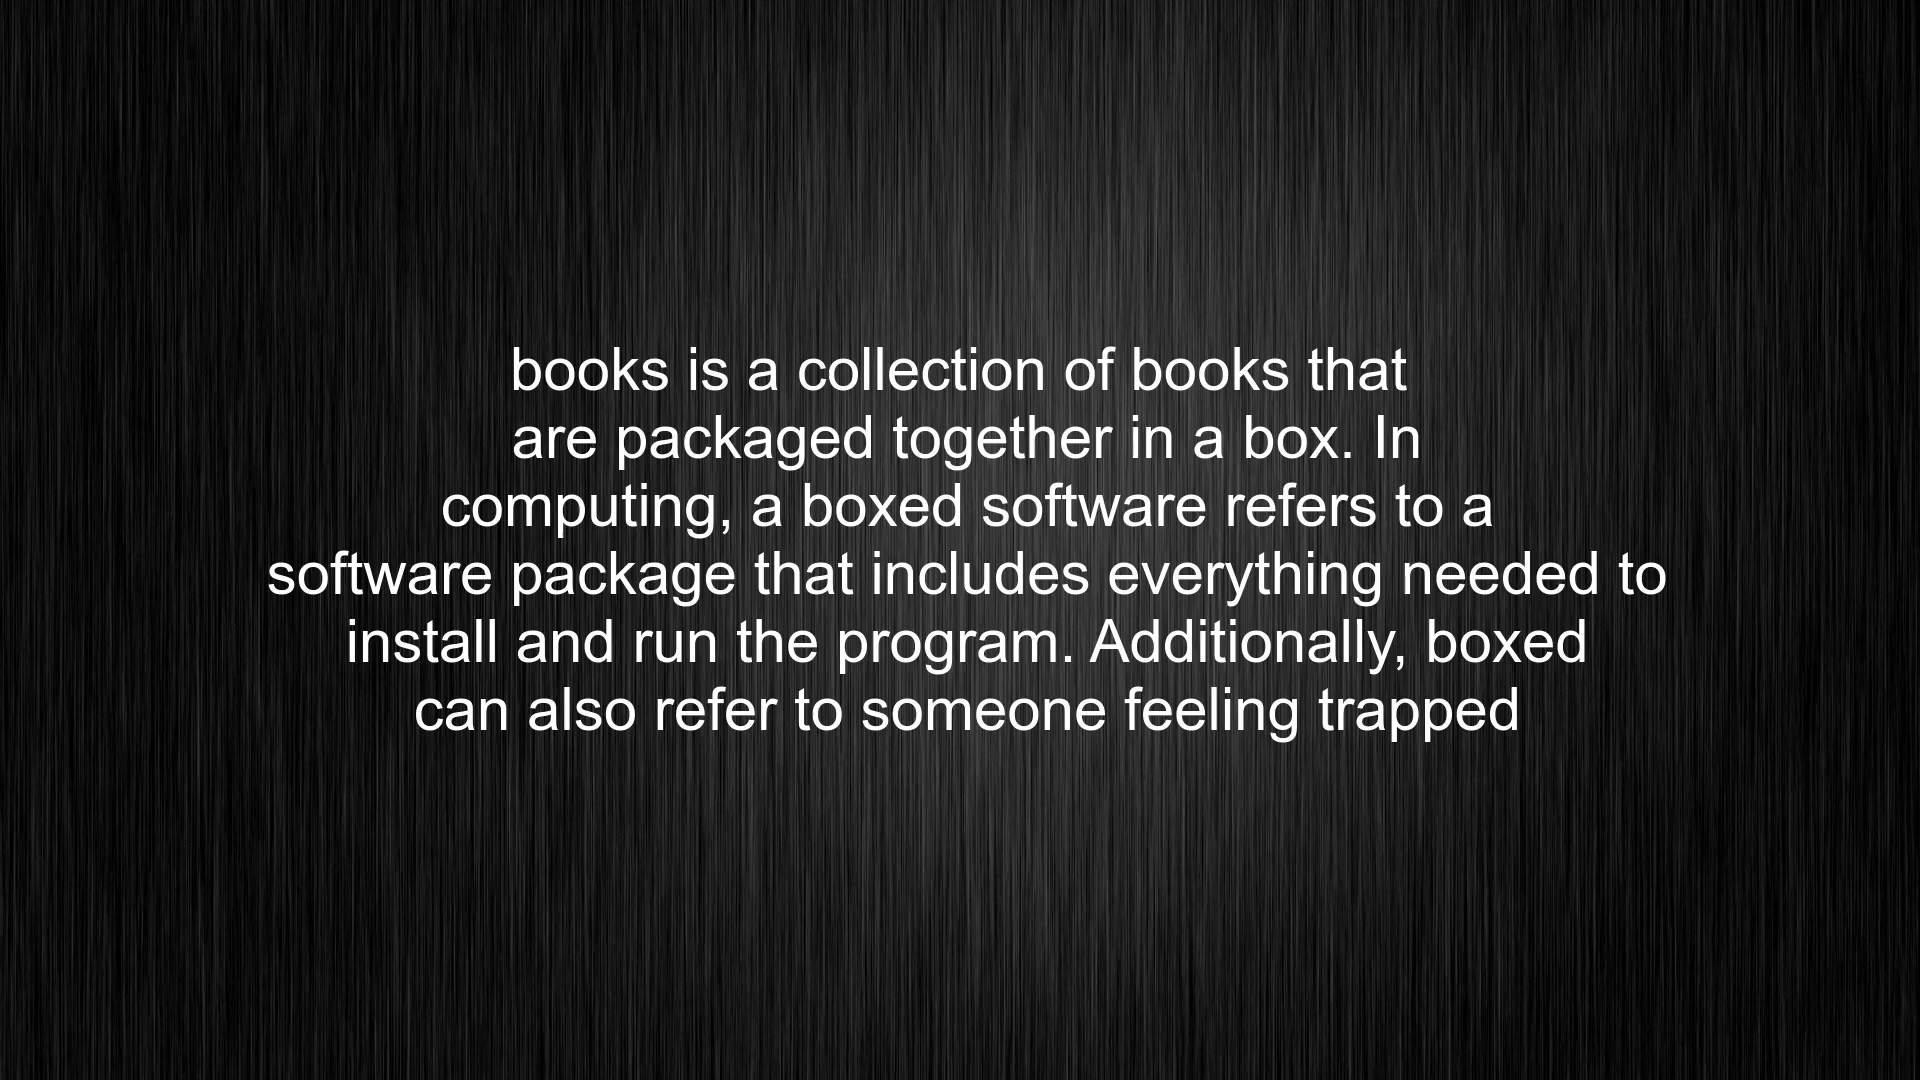 books is a collection of books that
are packaged together in a box. In
computing, a boxed software refers to a
software package that includes everything needed to
install and run the program. Additionally, boxed
can also refer to someone feeling trapped